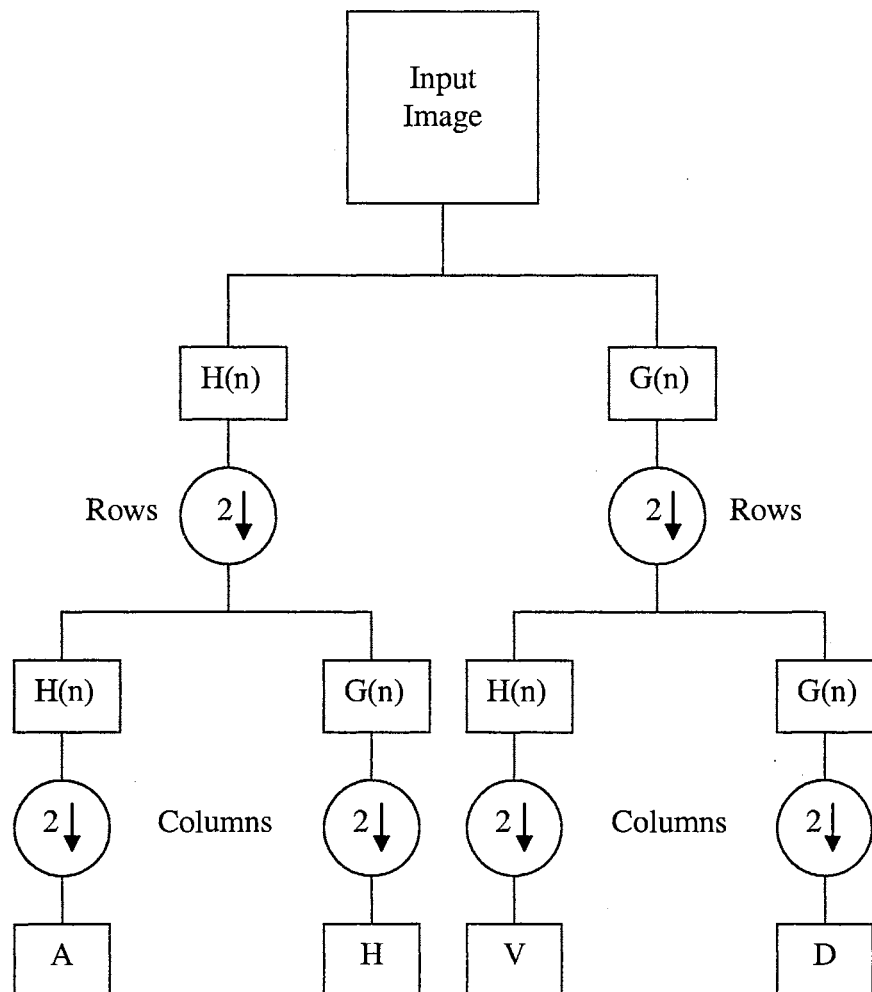 Input
Image
H(n)
G(n)
Rows
2
2
Rows
H(n)
G(n)
H(n)
G(n)
2
Columns
2
2
Columns
2
A
H
V
D